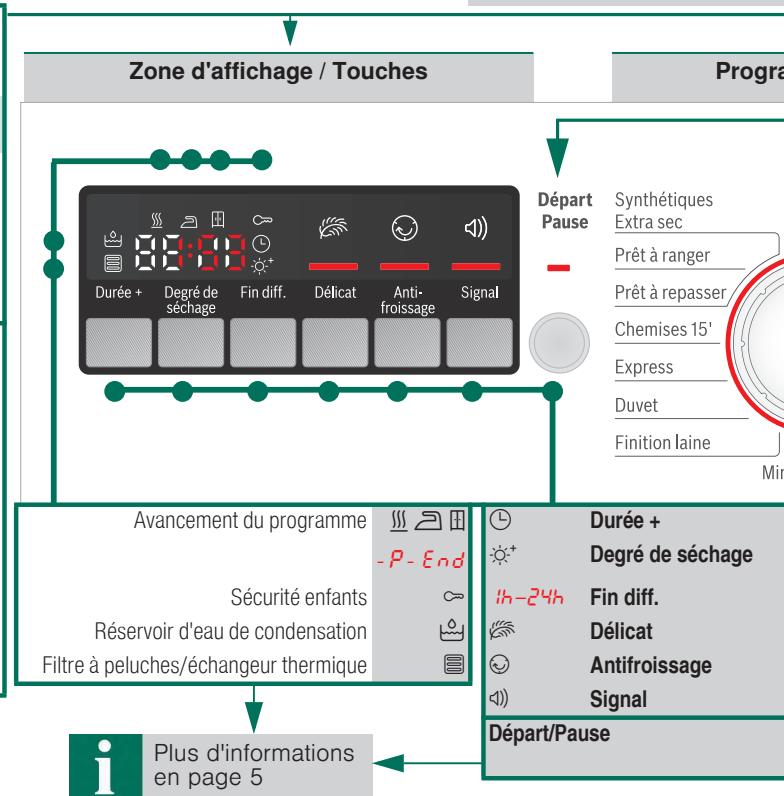 Zone d'affichage / Touches
Départ
Pause
88:88
Durée +
Degré de
séchage
Fin diff.
Délicat
Anti-
froissage
Signal
Synthétiques
Extra sec
Prêt à ranger
Prêt à repasser
Chemises 15'
Express
Duvet
Finition laine
Avancement du programme
-P- End
Sécurité enfants
Réservoir d'eau de condensation
Filtre à peluches/échangeur thermique
Durée +
Degré de séchage
1h-24h Fin diff.
Délicat
Antifroissage
Signal
Départ/Pause
i
Plus d'informations
en page 5